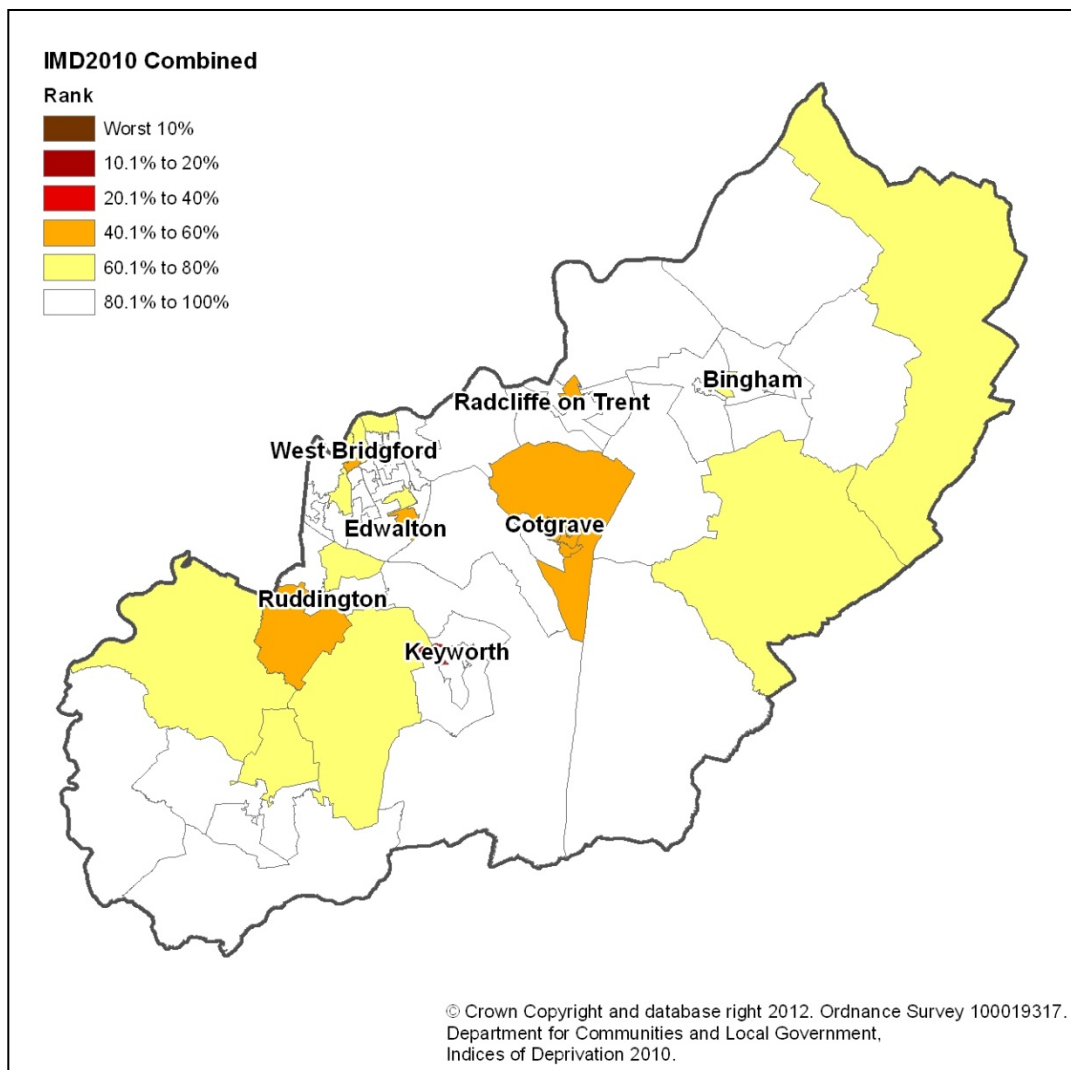 IMD2010 Combined
Rank
Worst 10%
10.1% to 20%
20.1% to 40%
40.1% to 60%
60.1% to 80%
80.1% to 100%
Bingham
Radcliffe on Trent
West Bridgford
Edwalton
Cotgrave
Ruddington
Keyworth
© Crown Copyright and database right 2012. Ordnance Survey 100019317.
Department for Communities and Local Government,
Indices of Deprivation 2010.